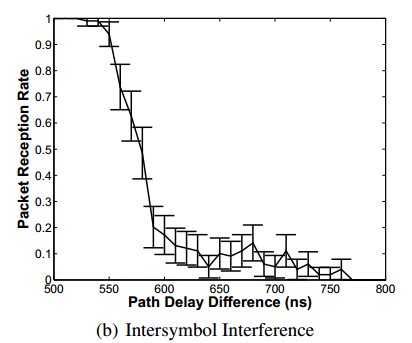 1
0.9
0.8
0.7
0.6
0.5
0.4
0.3
0.2
0.1
0
Packet Reception Rate
500 550 600 650 700 750 800
Path Delay Difference (ns)
(b) Intersymbol Interference